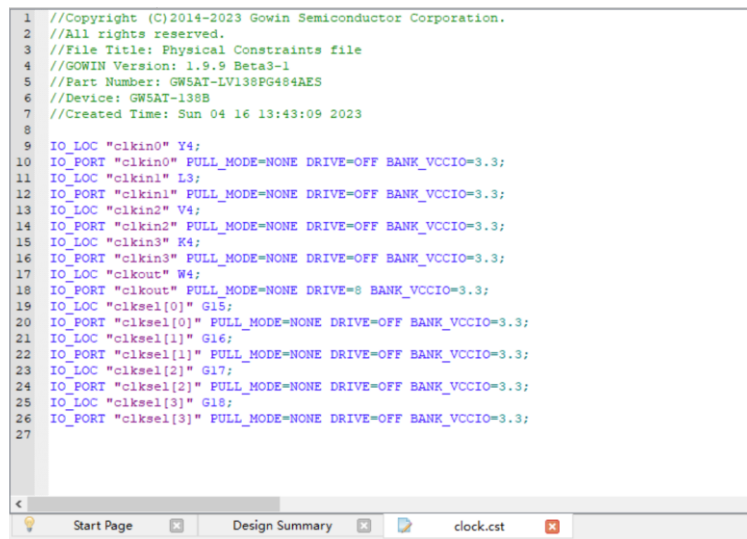 1 //Copyright (C)2014-2023 Gowin Semiconductor Corporation.
2 //All rights reserved.
3 //File Title: Physical Constraints file
4 //GOWIN Version: 1.9.9 Beta3-1
5 //Part Number: GW5AT-LV138PG484AES
6 //Device: GW5AT-138B
7 //Created Time: Sun 04 16 13:43:09 2023
8
9 IO_LOC "clkin0" Y4;
10 IO_PORT "clkin0" PULL_MODE=NONE DRIVE=OFF BANK_VCCIO=3.3;
11 IO_LOC "clkin1" L3;
12 IO_PORT "clkin1" PULL_MODE=NONE DRIVE=OFF BANK_VCCIO=3.3;
13 IO_LOC "clkin2" V4;
14 IO_PORT "clkin2" PULL_MODE=NONE DRIVE=OFF BANK_VCCIO=3.3;
15 IO_LOC "clkin3" K4;
16 IO_PORT "clkin3" PULL_MODE=NONE DRIVE=OFF BANK_VCCIO=3.3;
17 IO_LOC "clkout" W4;
18 IO_PORT "clkout" PULL_MODE=NONE DRIVE=8 BANK_VCCIO=3.3;
19 IO_LOC "clksel[0]" G15;
20 IO_PORT "clksel[0]" PULL_MODE=NONE DRIVE=OFF BANK_VCCIO=3.3;
21 IO_LOC "clksel[1]" G16;
22 IO_PORT "clksel[1]" PULL_MODE=NONE DRIVE=OFF BANK_VCCIO=3.3;
23 IO_LOC "clksel[2]" G17;
24 IO_PORT "clksel[2]" PULL_MODE=NONE DRIVE=OFF BANK_VCCIO=3.3;
25 IO_LOC "clksel[3]" G18;
26 IO_PORT "clksel[3]" PULL_MODE=NONE DRIVE=OFF BANK_VCCIO=3.3;
27
Start Page Design Summary clock.cst